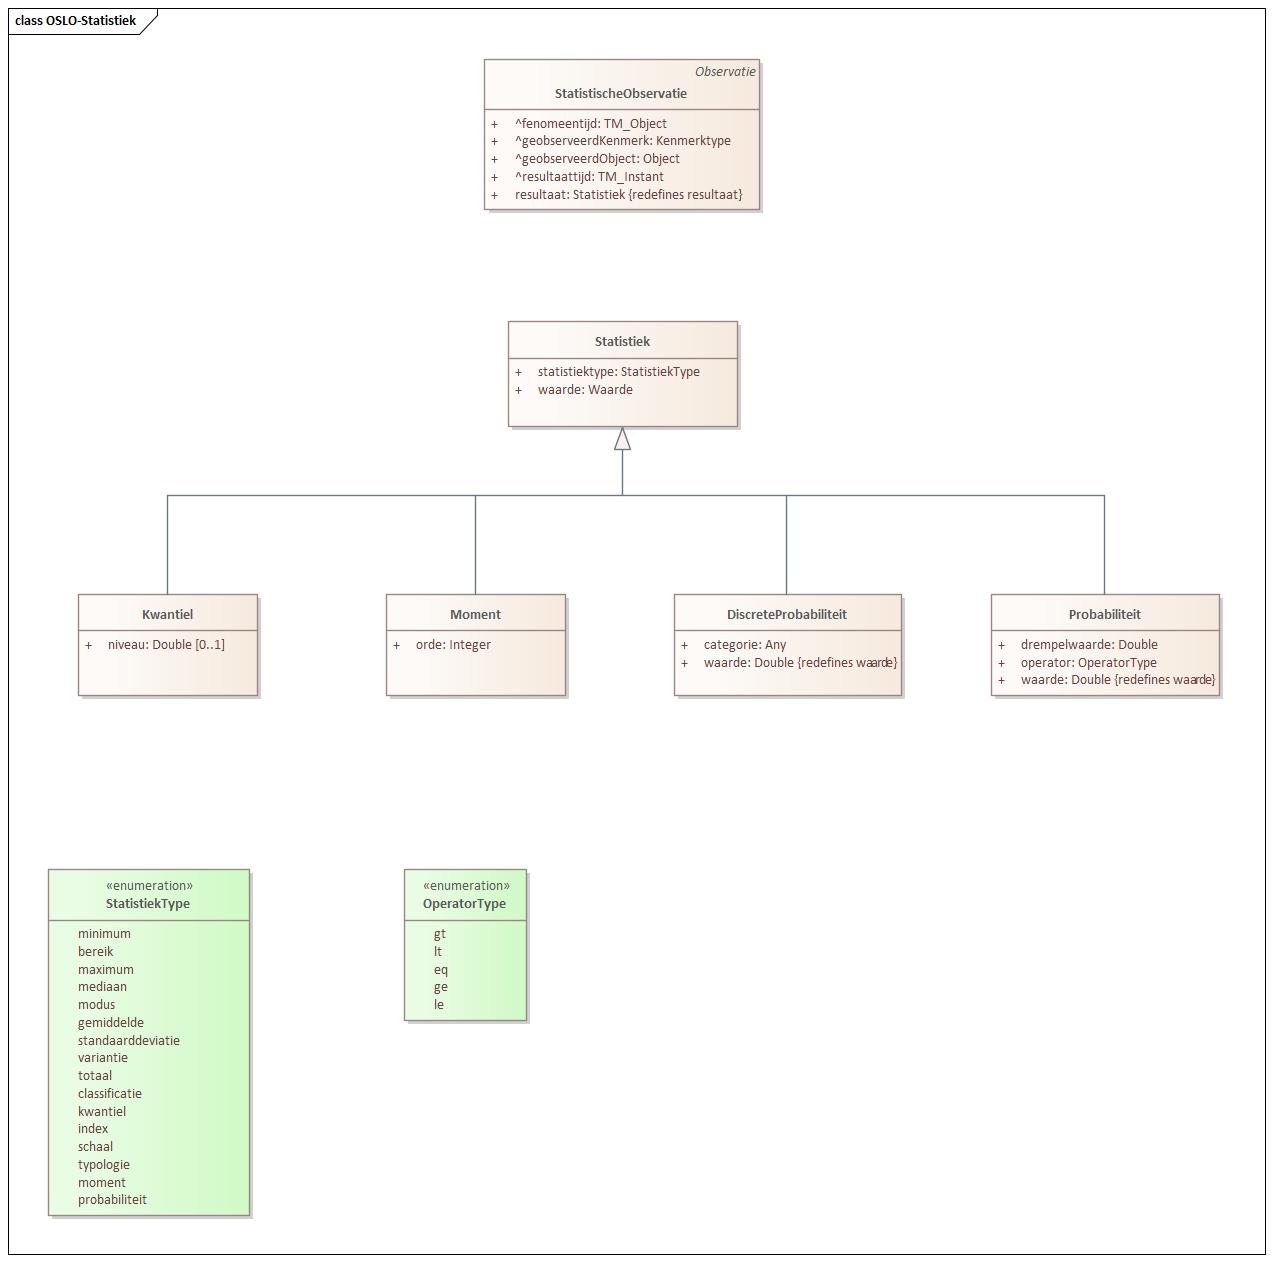 class OSLO-Statistiek
Observatie
StatistischeObservatie
+ ^fenomeentijd: TM_Object
+ ^geobserveerdKenmerk: Kenmerktype
+ ^geobserveerdObject: Object
+ ^resultaattijd: TM_Instant
+ resultaat: Statistiek {redefines resultaat}
Statistiek
+ statistiektype: StatistiekType
+ waarde: Waarde
Kwantiel
+ niveau: Double [0..1]
Moment
+ orde: Integer
DiscreteProbabiliteit
+ categorie: Any
+ waarde: Double {redefines waarde}
Probabiliteit
+ drempelwaarde: Double
+ operator: OperatorType
+ waarde: Double {redefines waarde}
«enumeration»
StatistiekType
minimum
bereik
maximum
mediaan
modus
gemiddelde
standaarddeviatie
variantie
totaal
classificatie
kwantiel
index
schaal
typologie
moment
probabiliteit
«enumeration»
OperatorType
gt
lt
eq
ge
le